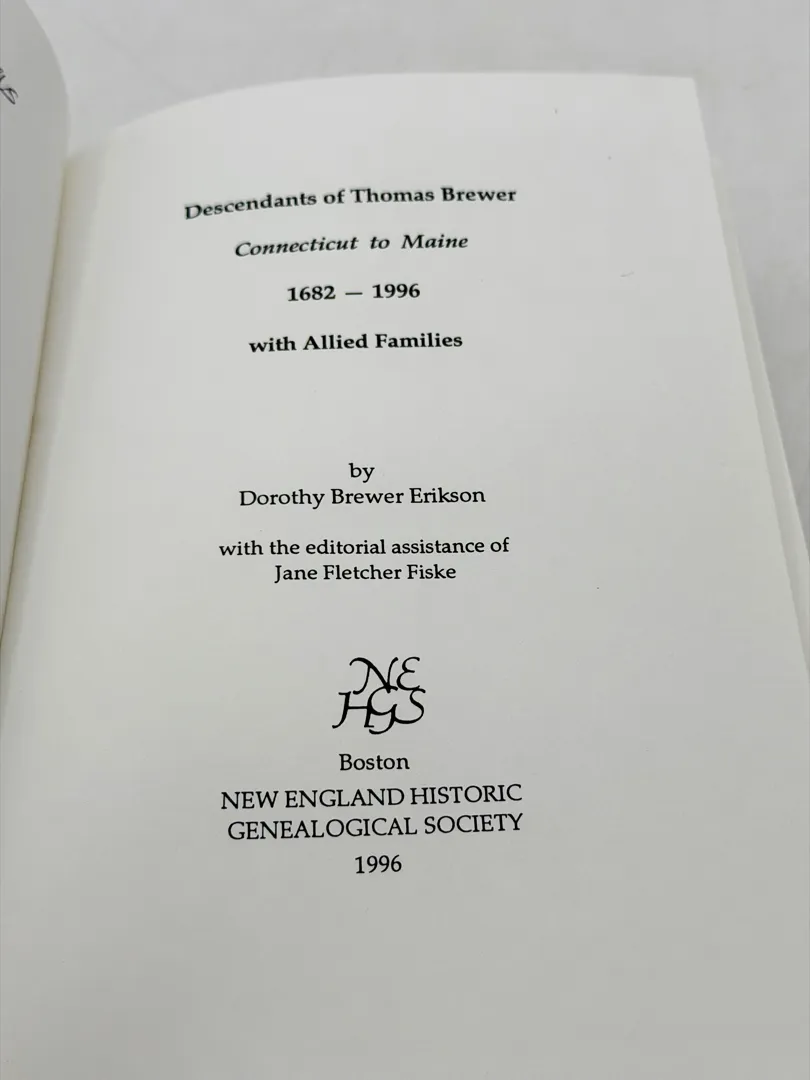 Descendants of Thomas Brewer
Connecticut to Maine
1682 — 1996
with Allied Families
by
Dorothy Brewer Erikson
with the editorial assistance of
Jane Fletcher Fiske
NE
HGS
Boston
NEW ENGLAND HISTORIC
GENEALOGICAL SOCIETY
1996